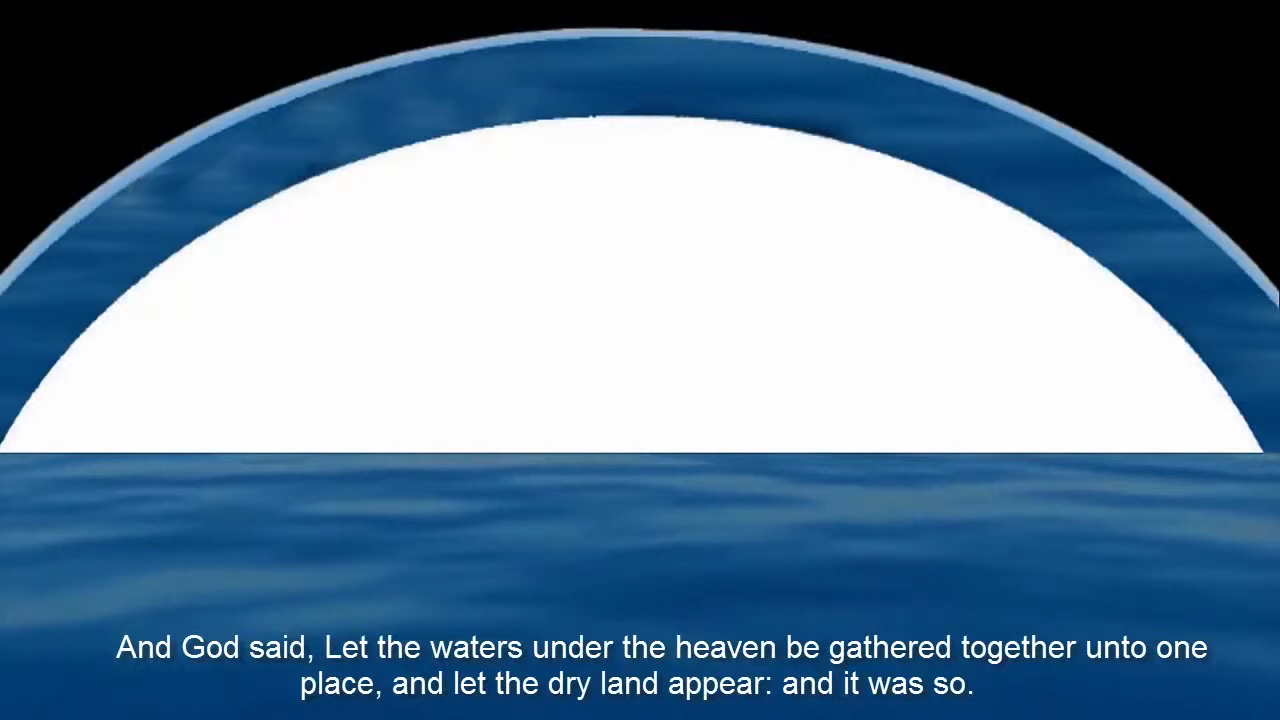 And God said, Let the waters under the heaven be gathered together unto one
place, and let the dry land appear: and it was so.